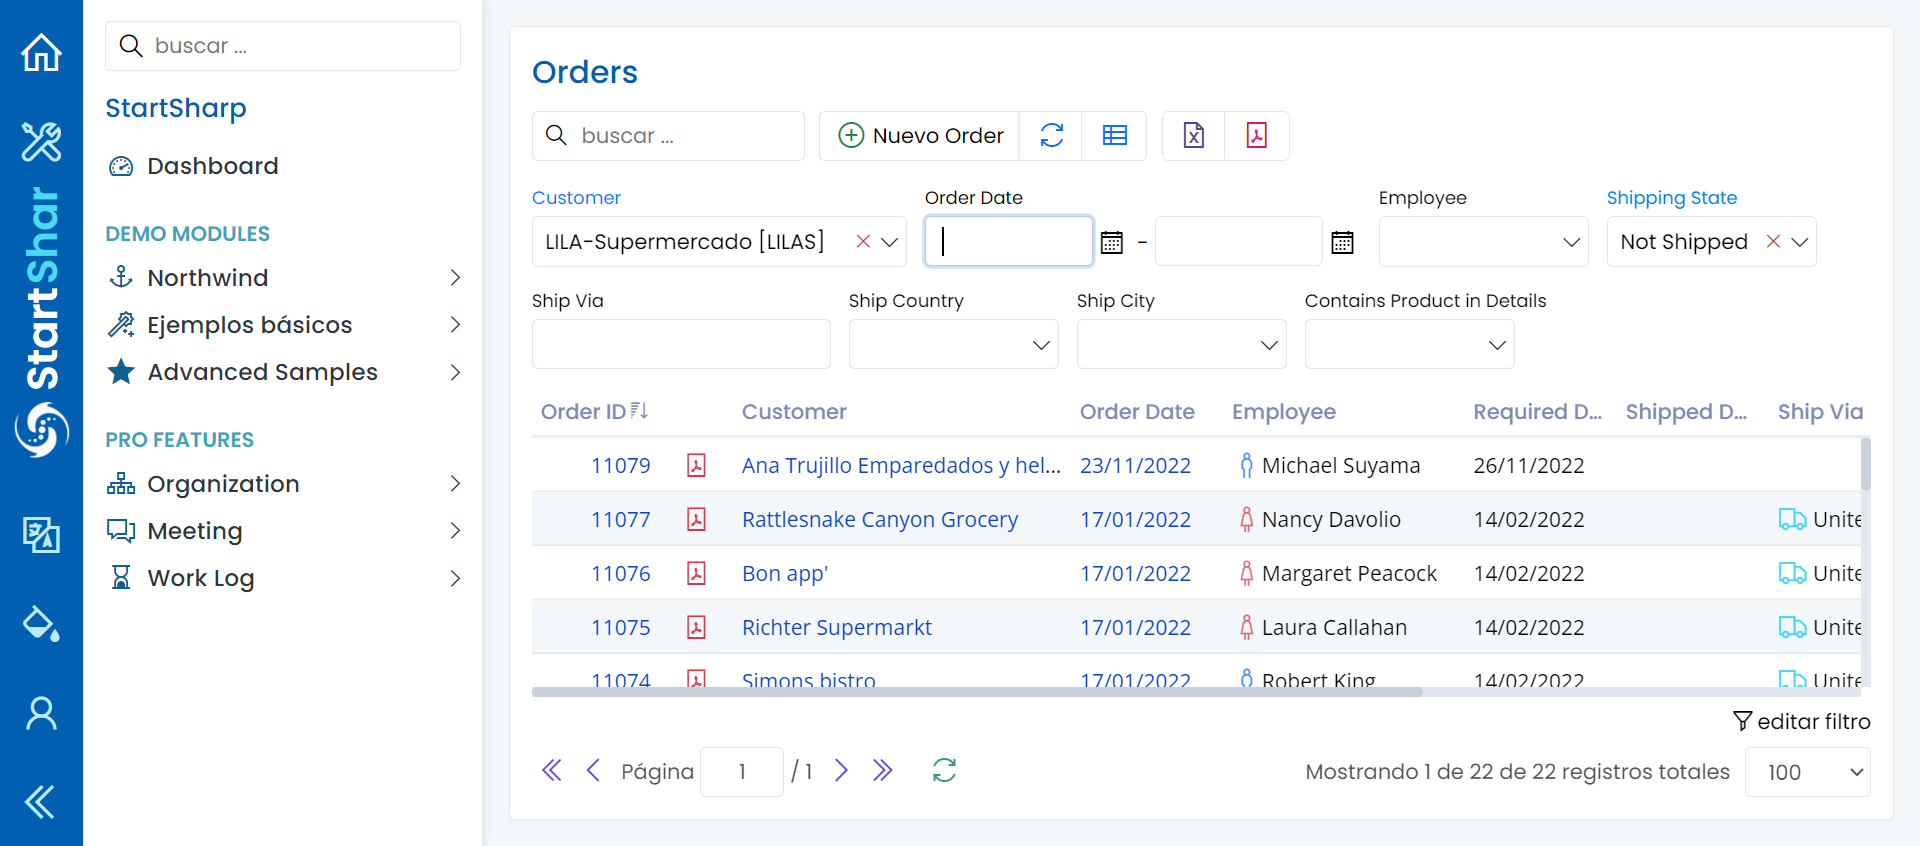 StartShar
buscar ...
StartSharp
Dashboard
DEMO MODULES
Northwind
Ejemplos básicos
Advanced Samples
PRO FEATURES
Organization
Meeting
Work Log
Orders
buscar ...
Nuevo Order
Customer
Order Date
Employee
Shipping State
LILA-Supermercado [LILAS]
-
Not Shipped
Ship Via
Ship Country
Ship City
Contains Product in Details
Order ID Customer Order Date Employee Required D... Shipped D... Ship Via
11079 Ana Trujillo Emparedados y hel... 23/11/2022 Michael Suyama 26/11/2022
11077 Rattlesnake Canyon Grocery 17/01/2022 Nancy Davolio 14/02/2022 Unite
11076 Bon app' 17/01/2022 Margaret Peacock 14/02/2022 Unite
11075 Richter Supermarkt 17/01/2022 Laura Callahan 14/02/2022 Unite
11074 Simons bistro 17/01/2022 Robert King 14/02/2022 Unite
editar filtro
Página 1 / 1
Mostrando 1 de 22 de 22 registros totales
100